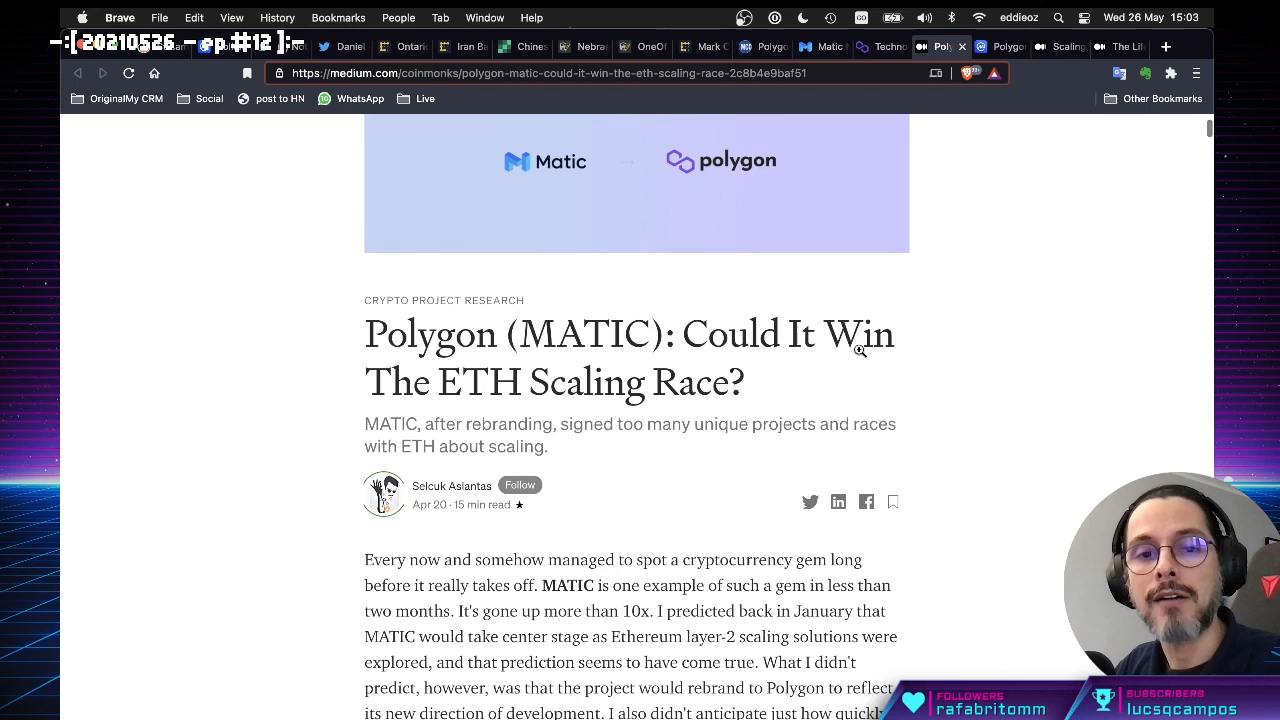 Brave File Edit View History Bookmarks People Tab Window Help eddieoz Wed 26 May 15:03
-:[20210526 - ep #12]:-
Daniel Ontari Iran Ba Chines Nebras OneOf Mark C Polygo Matic N Techno Poly Polygo Scaling The Life
https://medium.com/coinmonks/polygon-matic-could-it-win-the-eth-scaling-race-2c8b4e9baf51
OriginalMy CRM Social post to HN WhatsApp Live Other Bookmarks
Matic polygon
CRYPTO PROJECT RESEARCH
Polygon (MATIC): Could It Win
The ETH Scaling Race?
MATIC, after rebranding, signed too many unique projects and races
with ETH about scaling.
Selcuk Aslantas Follow
Apr 20 · 15 min read
Every now and somehow managed to spot a cryptocurrency gem long
before it really takes off. MATIC is one example of such a gem in less than
two months. It's gone up more than 10x. I predicted back in January that
MATIC would take center stage as Ethereum layer-2 scaling solutions were
explored, and that prediction seems to have come true. What I didn't
predict, however, was that the project would rebrand to Polygon to reflect
its new direction of development. I also didn't anticipate just how quickly
FOLLOWERS
rafabritomm
SUBSCRIBERS
lucsqcampos